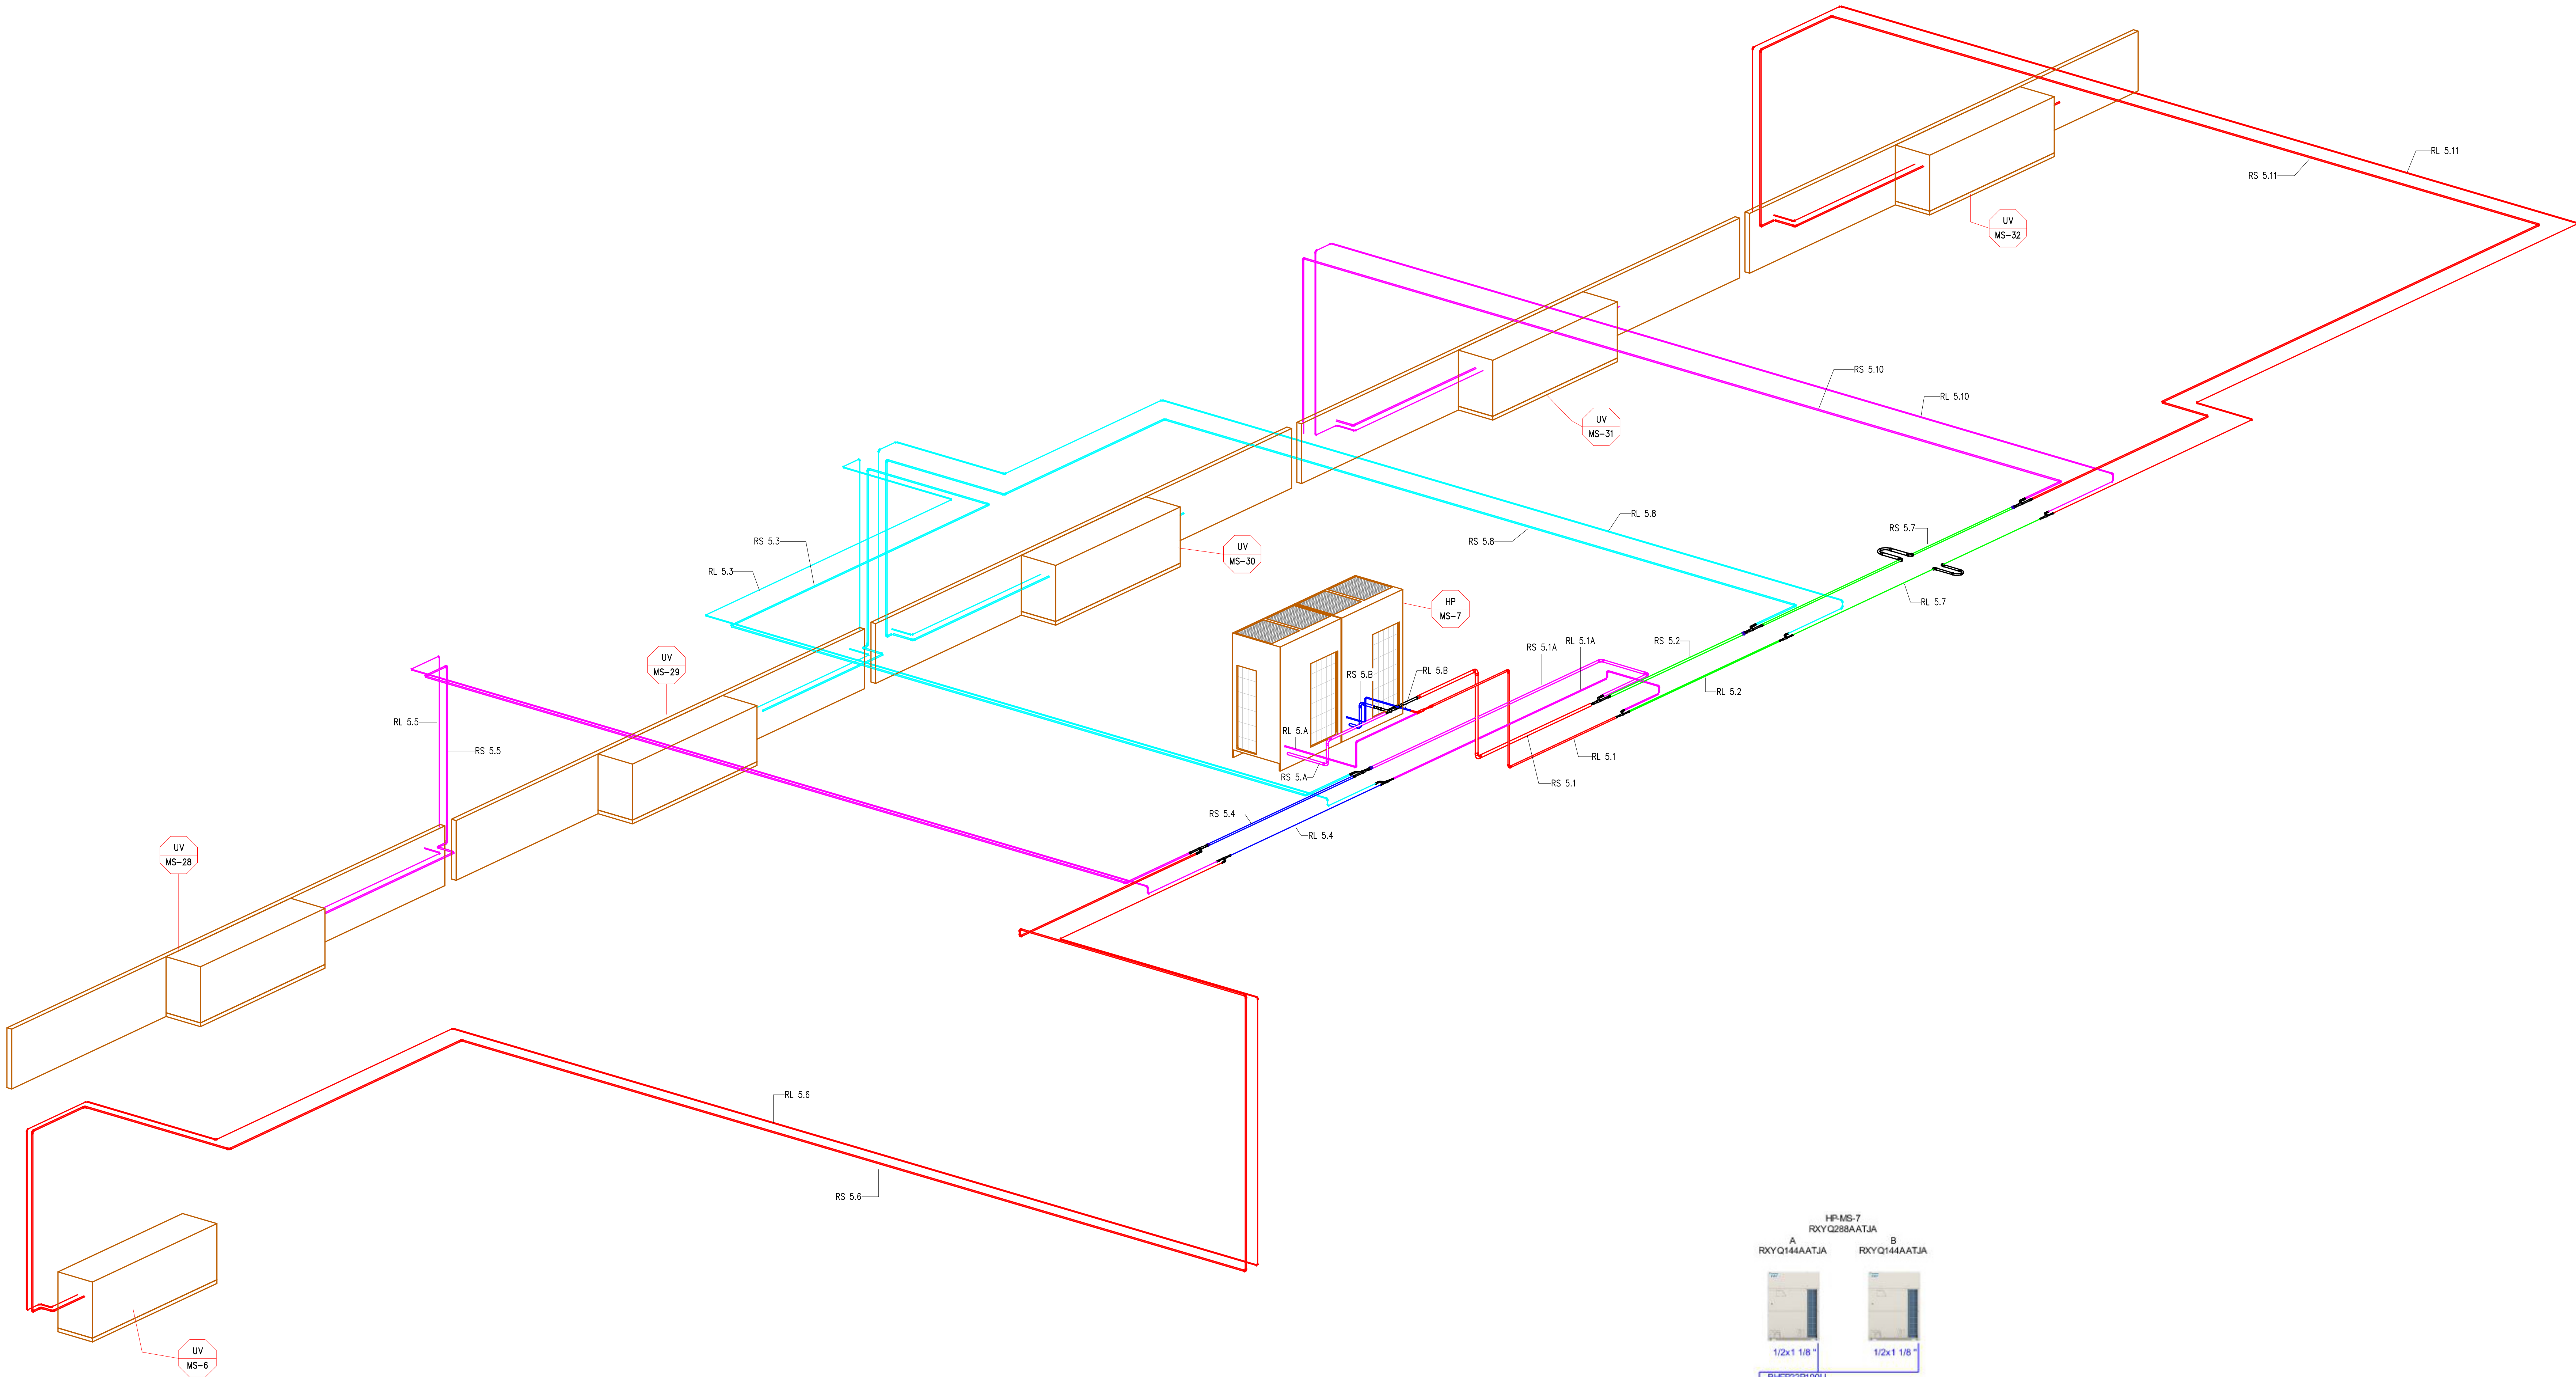 RL 5.11
RS 5.11
UV
MS-32
RS 5.10
RL 5.10
UV
MS-31
RL 5.8
RS 5.8
RS 5.7
RL 5.7
RS 5.3
RL 5.3
UV
MS-30
HP
MS-7
RS 5.2
RL 5.2
RS 5.1A
RL 5.1A
RS 5.B
RL 5.B
UV
MS-29
RL 5.5
RS 5.5
RL 5.A
RS 5.A
RL 5.1
RS 5.1
RS 5.4
RL 5.4
UV
MS-28
RL 5.6
RS 5.6
UV
MS-6
HP-MS-7
RXYQ288AATJA
A B
RXYQ144AATJA RXYQ144AATJA
1/2x1 1/8 " 1/2x1 1/8 "